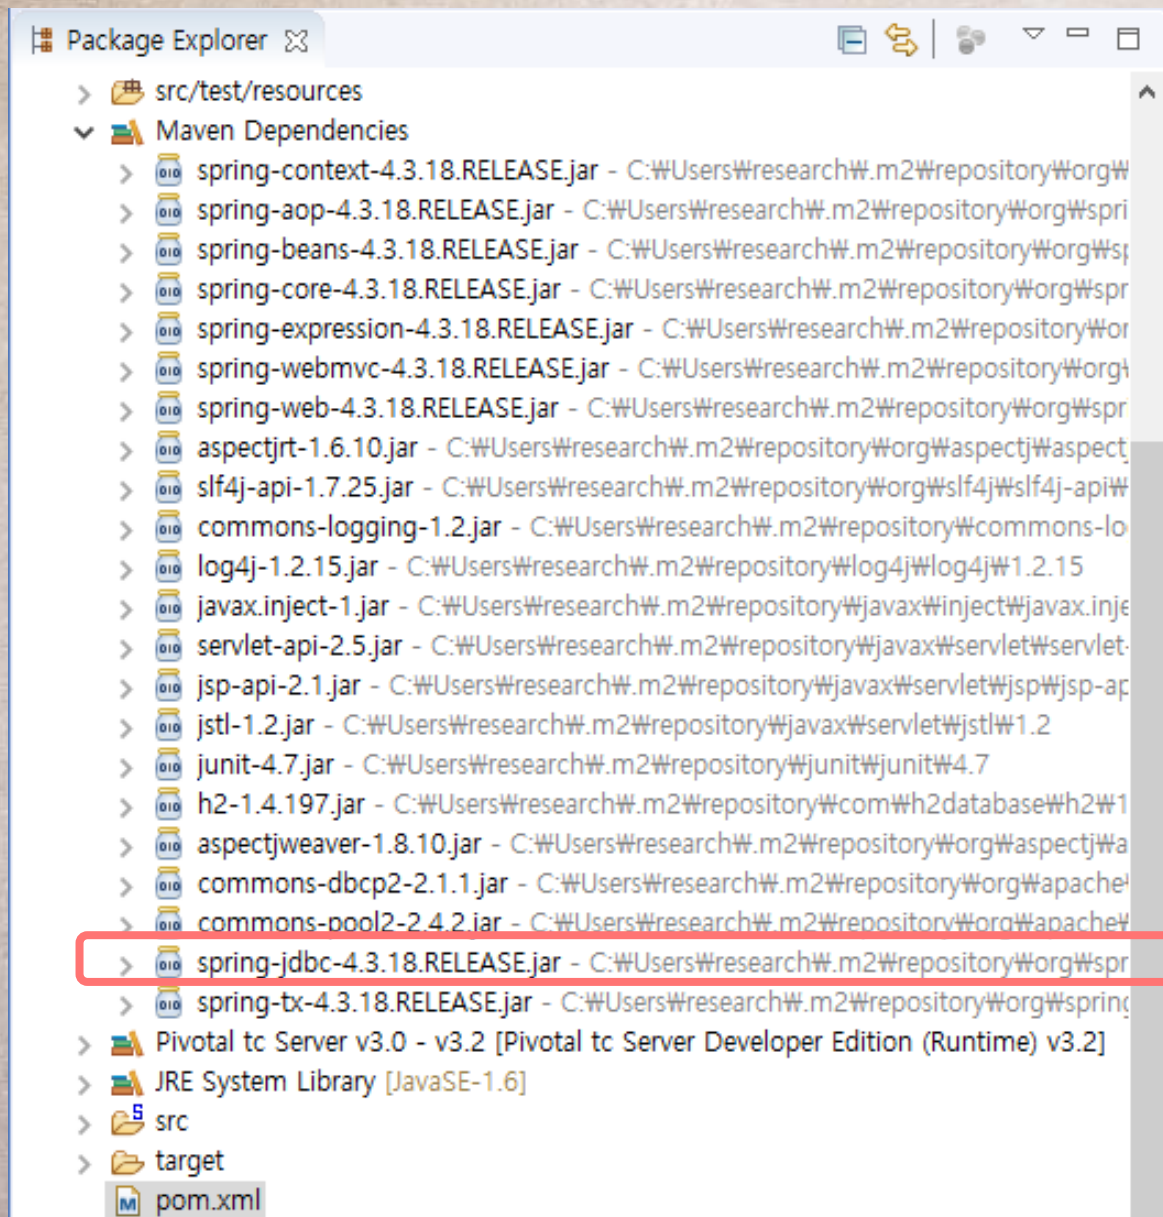 Package Explorer
src/test/resources
Maven Dependencies
spring-context-4.3.18.RELEASE.jar - C:₩Users₩research₩.m2₩repository₩org₩
spring-aop-4.3.18.RELEASE.jar - C:₩Users₩research₩.m2₩repository₩org₩spri
spring-beans-4.3.18.RELEASE.jar - C:₩Users₩research₩.m2₩repository₩org₩sp
spring-core-4.3.18.RELEASE.jar - C:₩Users₩research₩.m2₩repository₩org₩spr
spring-expression-4.3.18.RELEASE.jar - C:₩Users₩research₩.m2₩repository₩or
spring-webmvc-4.3.18.RELEASE.jar - C:₩Users₩research₩.m2₩repository₩org₩
spring-web-4.3.18.RELEASE.jar - C:₩Users₩research₩.m2₩repository₩org₩spr
aspectjrt-1.6.10.jar - C:₩Users₩research₩.m2₩repository₩org₩aspectj₩aspectj
slf4j-api-1.7.25.jar - C:₩Users₩research₩.m2₩repository₩org₩slf4j₩slf4j-api₩
commons-logging-1.2.jar - C:₩Users₩research₩.m2₩repository₩commons-lo
log4j-1.2.15.jar - C:₩Users₩research₩.m2₩repository₩log4j₩log4j₩1.2.15
javax.inject-1.jar - C:₩Users₩research₩.m2₩repository₩javax₩inject₩javax.inje
servlet-api-2.5.jar - C:₩Users₩research₩.m2₩repository₩javax₩servlet₩servlet-
jsp-api-2.1.jar - C:₩Users₩research₩.m2₩repository₩javax₩servlet₩jsp₩jsp-ap
jstl-1.2.jar - C:₩Users₩research₩.m2₩repository₩javax₩servlet₩jstl₩1.2
junit-4.7.jar - C:₩Users₩research₩.m2₩repository₩junit₩junit₩4.7
h2-1.4.197.jar - C:₩Users₩research₩.m2₩repository₩com₩h2database₩h2₩1
aspectjweaver-1.8.10.jar - C:₩Users₩research₩.m2₩repository₩org₩aspectj₩a
commons-dbcp2-2.1.1.jar - C:₩Users₩research₩.m2₩repository₩org₩apache₩
commons-pool2-2.4.2.jar - C:₩Users₩research₩.m2₩repository₩org₩apache₩
spring-jdbc-4.3.18.RELEASE.jar - C:₩Users₩research₩.m2₩repository₩org₩spr
spring-tx-4.3.18.RELEASE.jar - C:₩Users₩research₩.m2₩repository₩org₩spring
Pivotal tc Server v3.0 - v3.2 [Pivotal tc Server Developer Edition (Runtime) v3.2]
JRE System Library [JavaSE-1.6]
src
target
pom.xml